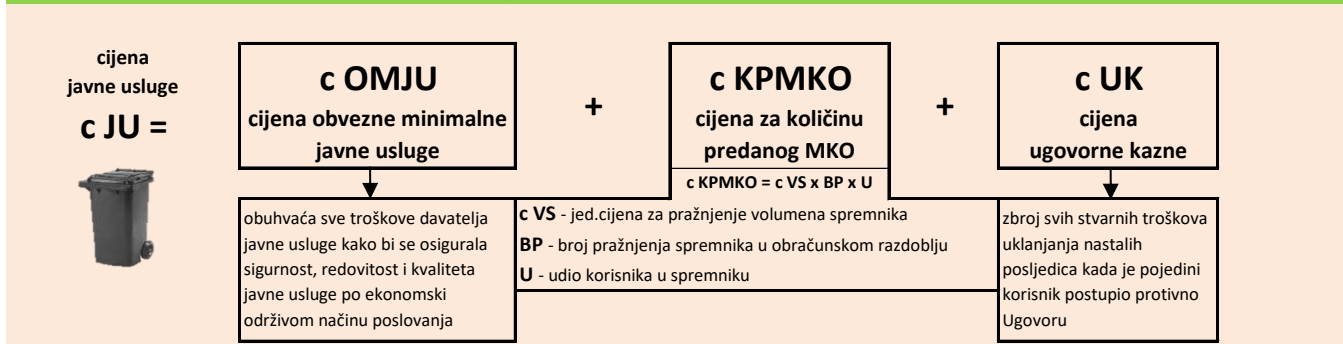 cijena
javne usluge
c JU =
c OMJU
cijena obvezne minimalne
javne usluge
+
c KPMKO
cijena za količinu
predanog MKO
c KPMKO = c VS x BP x U
+
c UK
cijena
ugovorne kazne
obuhvaća sve troškove davatelja
javne usluge kako bi se osigurala
sigurnost, redovitost i kvaliteta
javne usluge po ekonomski
održivom načinu poslovanja
c VS - jed.cijena za pražnjenje volumena spremnika
BP - broj pražnjenja spremnika u obračunskom razdoblju
U - udio korisnika u spremniku
zbroj svih stvarnih troškova
uklanjanja nastalih
posljedica kada je pojedini
korisnik postupio protivno
Ugovoru